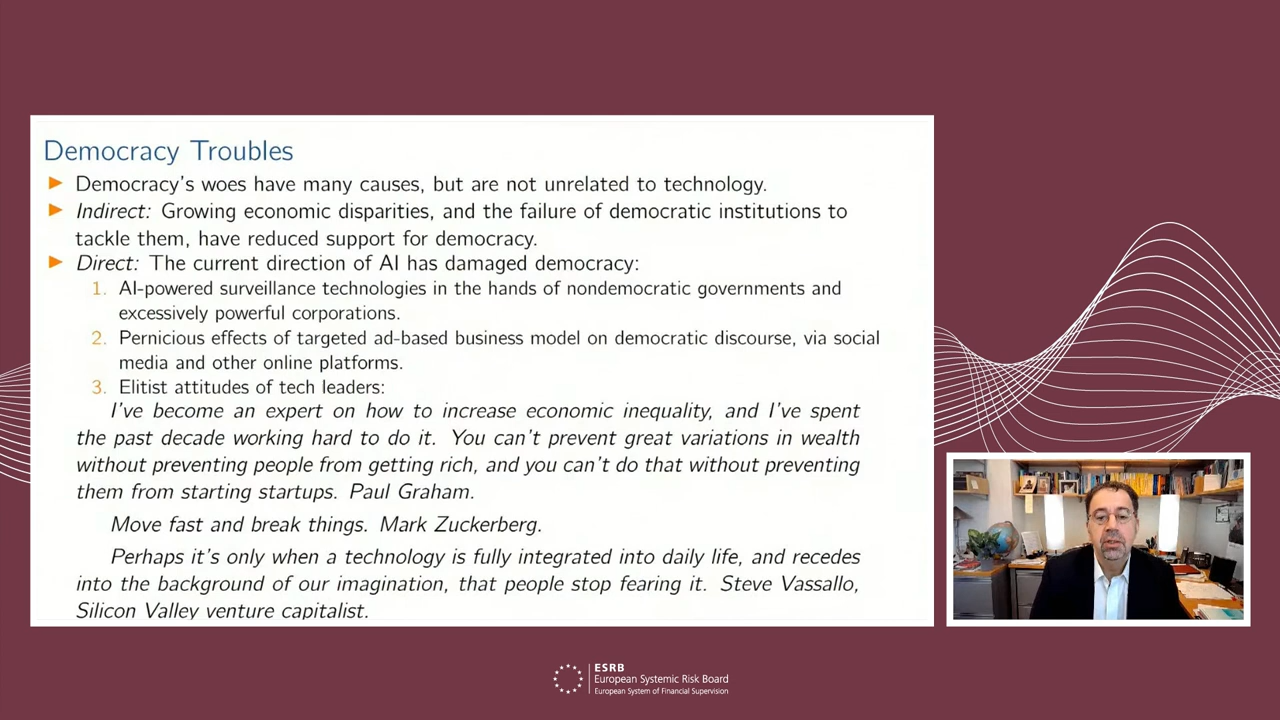 Democracy Troubles
▶ Democracy's woes have many causes, but are not unrelated to technology.
▶ Indirect: Growing economic disparities, and the failure of democratic institutions to
tackle them, have reduced support for democracy.
▶ Direct: The current direction of AI has damaged democracy:
1. AI-powered surveillance technologies in the hands of nondemocratic governments and
excessively powerful corporations.
2. Pernicious effects of targeted ad-based business model on democratic discourse, via social
media and other online platforms.
3. Elitist attitudes of tech leaders:
I've become an expert on how to increase economic inequality, and I've spent
the past decade working hard to do it. You can't prevent great variations in wealth
without preventing people from getting rich, and you can't do that without preventing
them from starting startups. Paul Graham.
Move fast and break things. Mark Zuckerberg.
Perhaps it's only when a technology is fully integrated into daily life, and recedes
into the background of our imagination, that people stop fearing it. Steve Vassallo,
Silicon Valley venture capitalist.
ESRB
European Systemic Risk Board
European System of Financial Supervision